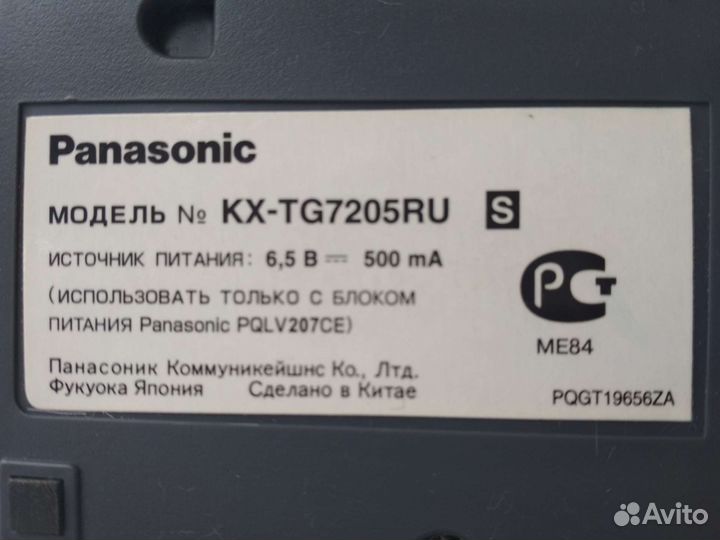 Panasonic
МОДЕЛЬ № KX-TG7205RU S
ИСТОЧНИК ПИТАНИЯ: 6,5 В ⎓ 500 mA
(ИСПОЛЬЗОВАТЬ ТОЛЬКО С БЛОКОМ
ПИТАНИЯ Panasonic PQLV207CE)
РСТ
ME84
Панасоник Коммуникейшнс Ко., Лтд.
Фукуока Япония Сделано в Китае
PQGT19656ZA
Avito